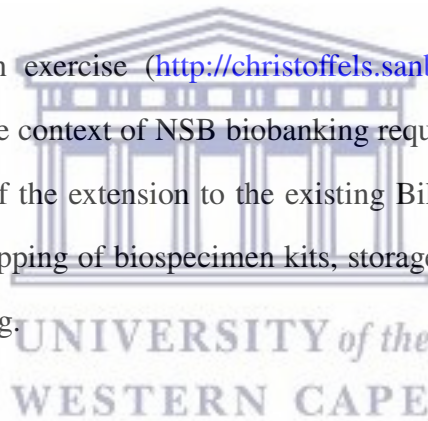 exercise (http://christoffels.sanb
context of NSB biobanking requ
f the extension to the existing Bi
pping of biospecimen kits, storage
g.
UNIVERSITY of the
WESTERN CAPE